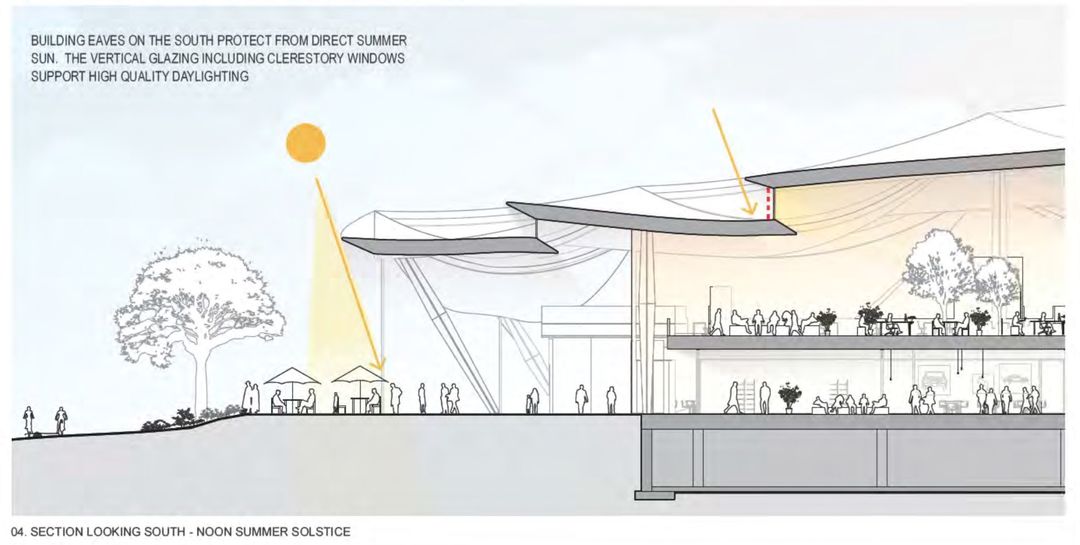 BUILDING EAVES ON THE SOUTH PROTECT FROM DIRECT SUMMER
SUN. THE VERTICAL GLAZING INCLUDING CLERESTORY WINDOWS
SUPPORT HIGH QUALITY DAYLIGHTING
04. SECTION LOOKING SOUTH - NOON SUMMER SOLSTICE